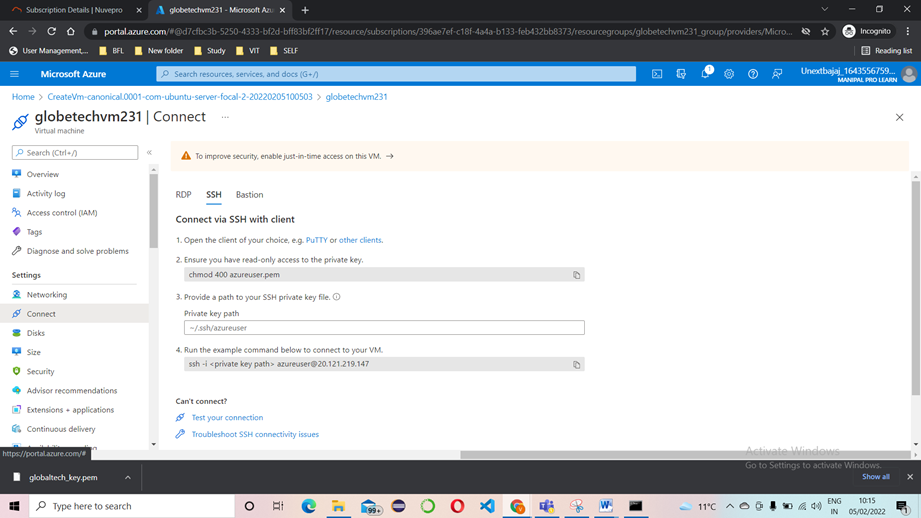 Subscription Details | Nuvepro
globetechvm231 - Microsoft Azu
portal.azure.com/#@d7cfbc3b-5250-4333-bf2d-bff83bf2ff17/resource/subscriptions/396ae7ef-c18f-4a4a-b133-feb432bb8373/resourcegroups/globetechvm231_group/providers/Micro...
Incognito
User Management,...
BFL
New folder
Study
VIT
SELF
Reading list
Microsoft Azure
Search resources, services, and docs (G+/)
1
Unextbajaj_1643556759...
MANIPAL PRO LEARN
Home > CreateVm-canonical.0001-com-ubuntu-server-focal-2-20220205100503 > globetechvm231
globetechvm231 | Connect ...
Virtual machine
Search (Ctrl+/)
Overview
Activity log
Access control (IAM)
Tags
Diagnose and solve problems
Settings
Networking
Connect
Disks
Size
Security
Advisor recommendations
Extensions + applications
Continuous delivery
To improve security, enable just-in-time access on this VM. →
RDP SSH Bastion
Connect via SSH with client
1. Open the client of your choice, e.g. PuTTY or other clients.
2. Ensure you have read-only access to the private key.
chmod 400 azureuser.pem
3. Provide a path to your SSH private key file.
Private key path
~/.ssh/azureuser
4. Run the example command below to connect to your VM.
ssh -i <private key path> azureuser@20.121.219.147
Can't connect?
Test your connection
Troubleshoot SSH connectivity issues
https://portal.azure.com/#
Activate Windows
Go to Settings to activate Windows.
globaltech_key.pem
Show all
Type here to search
99+
11°C
ENG
IN
10:15
05/02/2022